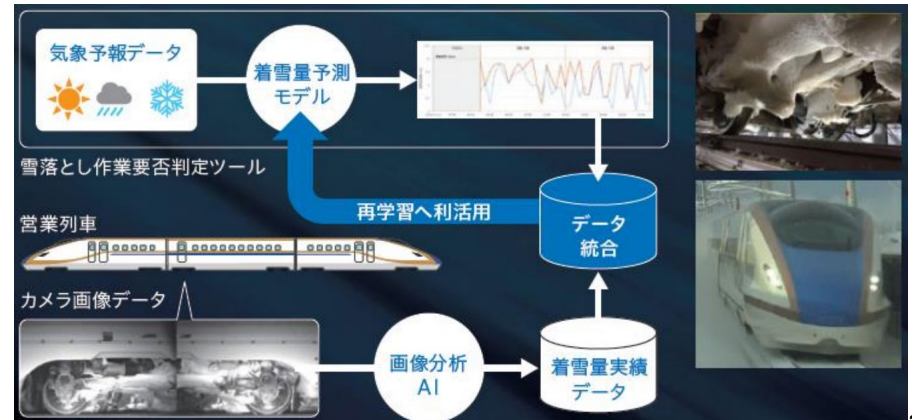 気象予報データ
着雪量予測
モデル
雪落とし作業要否判定ツール
再学習へ利活用
データ
統合
営業列車
カメラ画像データ
画像分析
AI
着雪量実績
データ